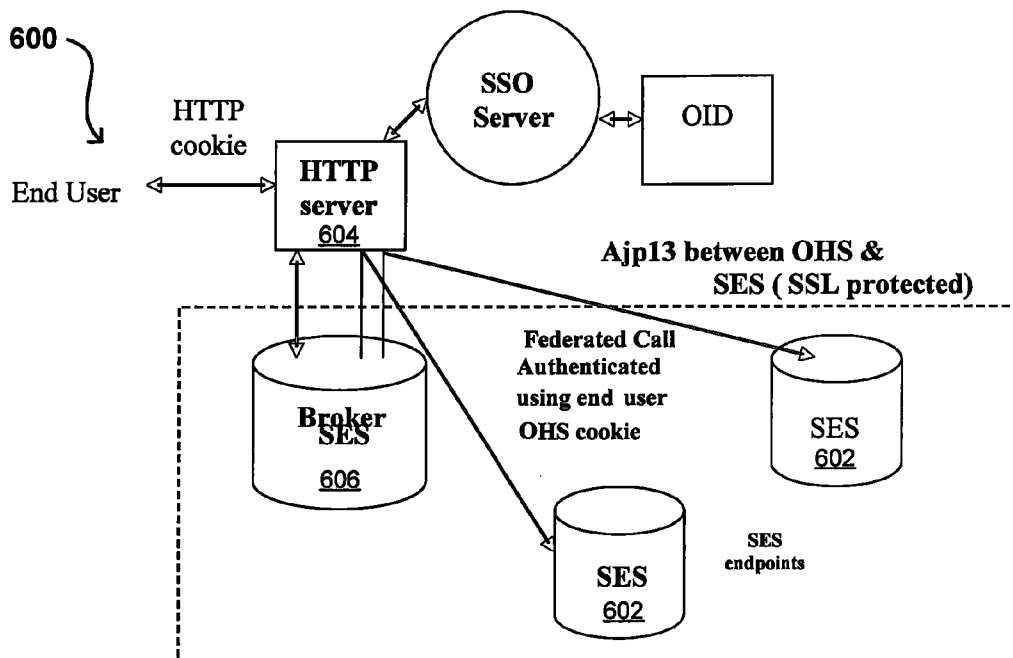 600
HTTP
cookie
End User
SSO
Server
OID
HTTP
server
604
Ajp13 between OHS &
SES ( SSL protected)
Federated Call
Authenticated
using end user
OHS cookie
Broker
SES
606
SES
602
SES
602
SES
endpoints